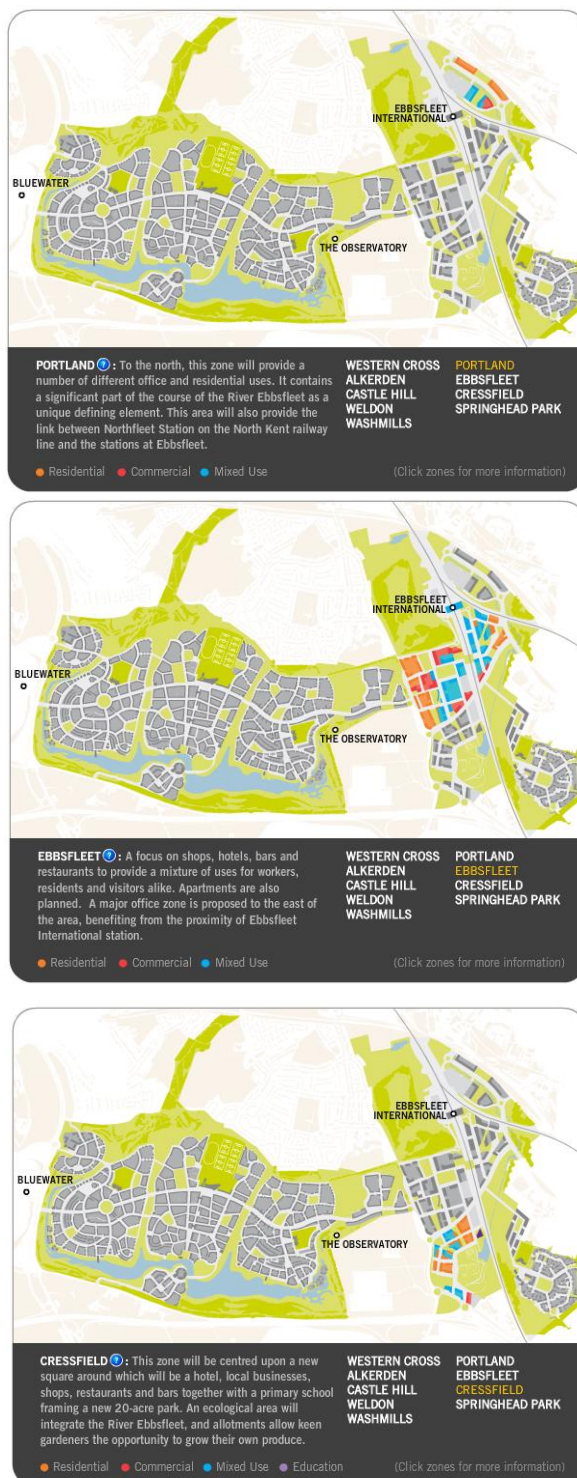 EBBSFLEET
INTERNATIONAL
BLUEWATER
THE OBSERVATORY
PORTLAND ? : To the north, this zone will provide a
number of different office and residential uses. It contains
a significant part of the course of the River Ebbsfleet as a
unique defining element. This area will also provide the
link between Northfleet Station on the North Kent railway
line and the stations at Ebbsfleet.
WESTERN CROSS
ALKERDEN
CASTLE HILL
WELDON
WASHMILLS
PORTLAND
EBBSFLEET
CRESSFIELD
SPRINGHEAD PARK
Residential Commercial Mixed Use (Click zones for more information)
EBBSFLEET
INTERNATIONAL
BLUEWATER
THE OBSERVATORY
EBBSFLEET ? : A focus on shops, hotels, bars and
restaurants to provide a mixture of uses for workers,
residents and visitors alike. Apartments are also
planned. A major office zone is proposed to the east of
the area, benefiting from the proximity of Ebbsfleet
International station.
WESTERN CROSS
ALKERDEN
CASTLE HILL
WELDON
WASHMILLS
PORTLAND
EBBSFLEET
CRESSFIELD
SPRINGHEAD PARK
Residential Commercial Mixed Use (Click zones for more information)
EBBSFLEET
INTERNATIONAL
BLUEWATER
THE OBSERVATORY
CRESSFIELD ? : This zone will be centred upon a new
square around which will be a hotel, local businesses,
shops, restaurants and bars together with a primary school
framing a new 20-acre park. An ecological area will
integrate the River Ebbsfleet, and allotments allow keen
gardeners the opportunity to grow their own produce.
WESTERN CROSS
ALKERDEN
CASTLE HILL
WELDON
WASHMILLS
PORTLAND
EBBSFLEET
CRESSFIELD
SPRINGHEAD PARK
Residential Commercial Mixed Use Education (Click zones for more information)